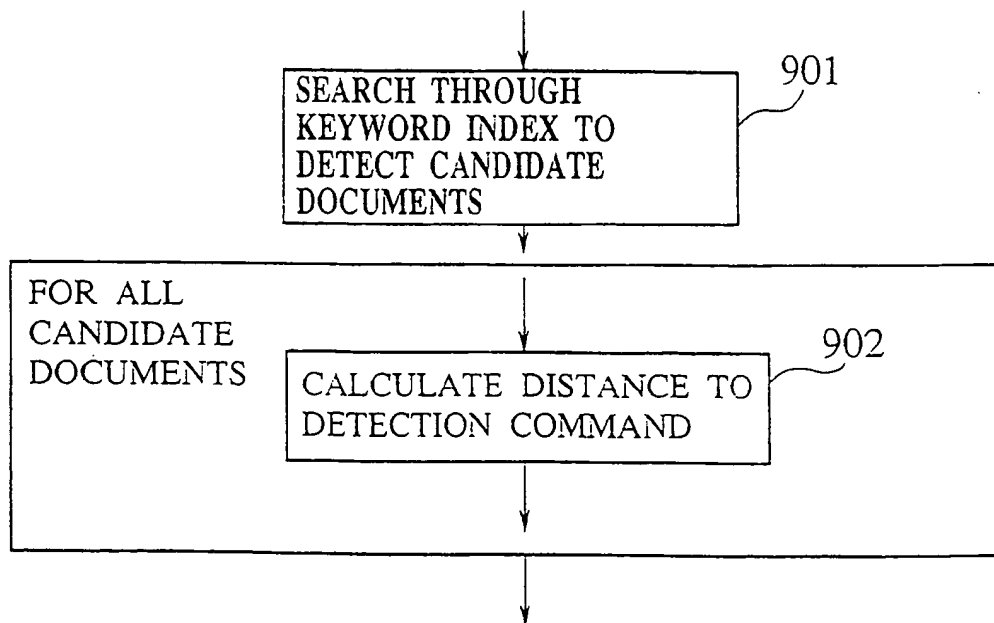 901
SEARCH THROUGH
KEYWORD INDEX TO
DETECT CANDIDATE
DOCUMENTS
FOR ALL
CANDIDATE
DOCUMENTS
902
CALCULATE DISTANCE TO
DETECTION COMMAND